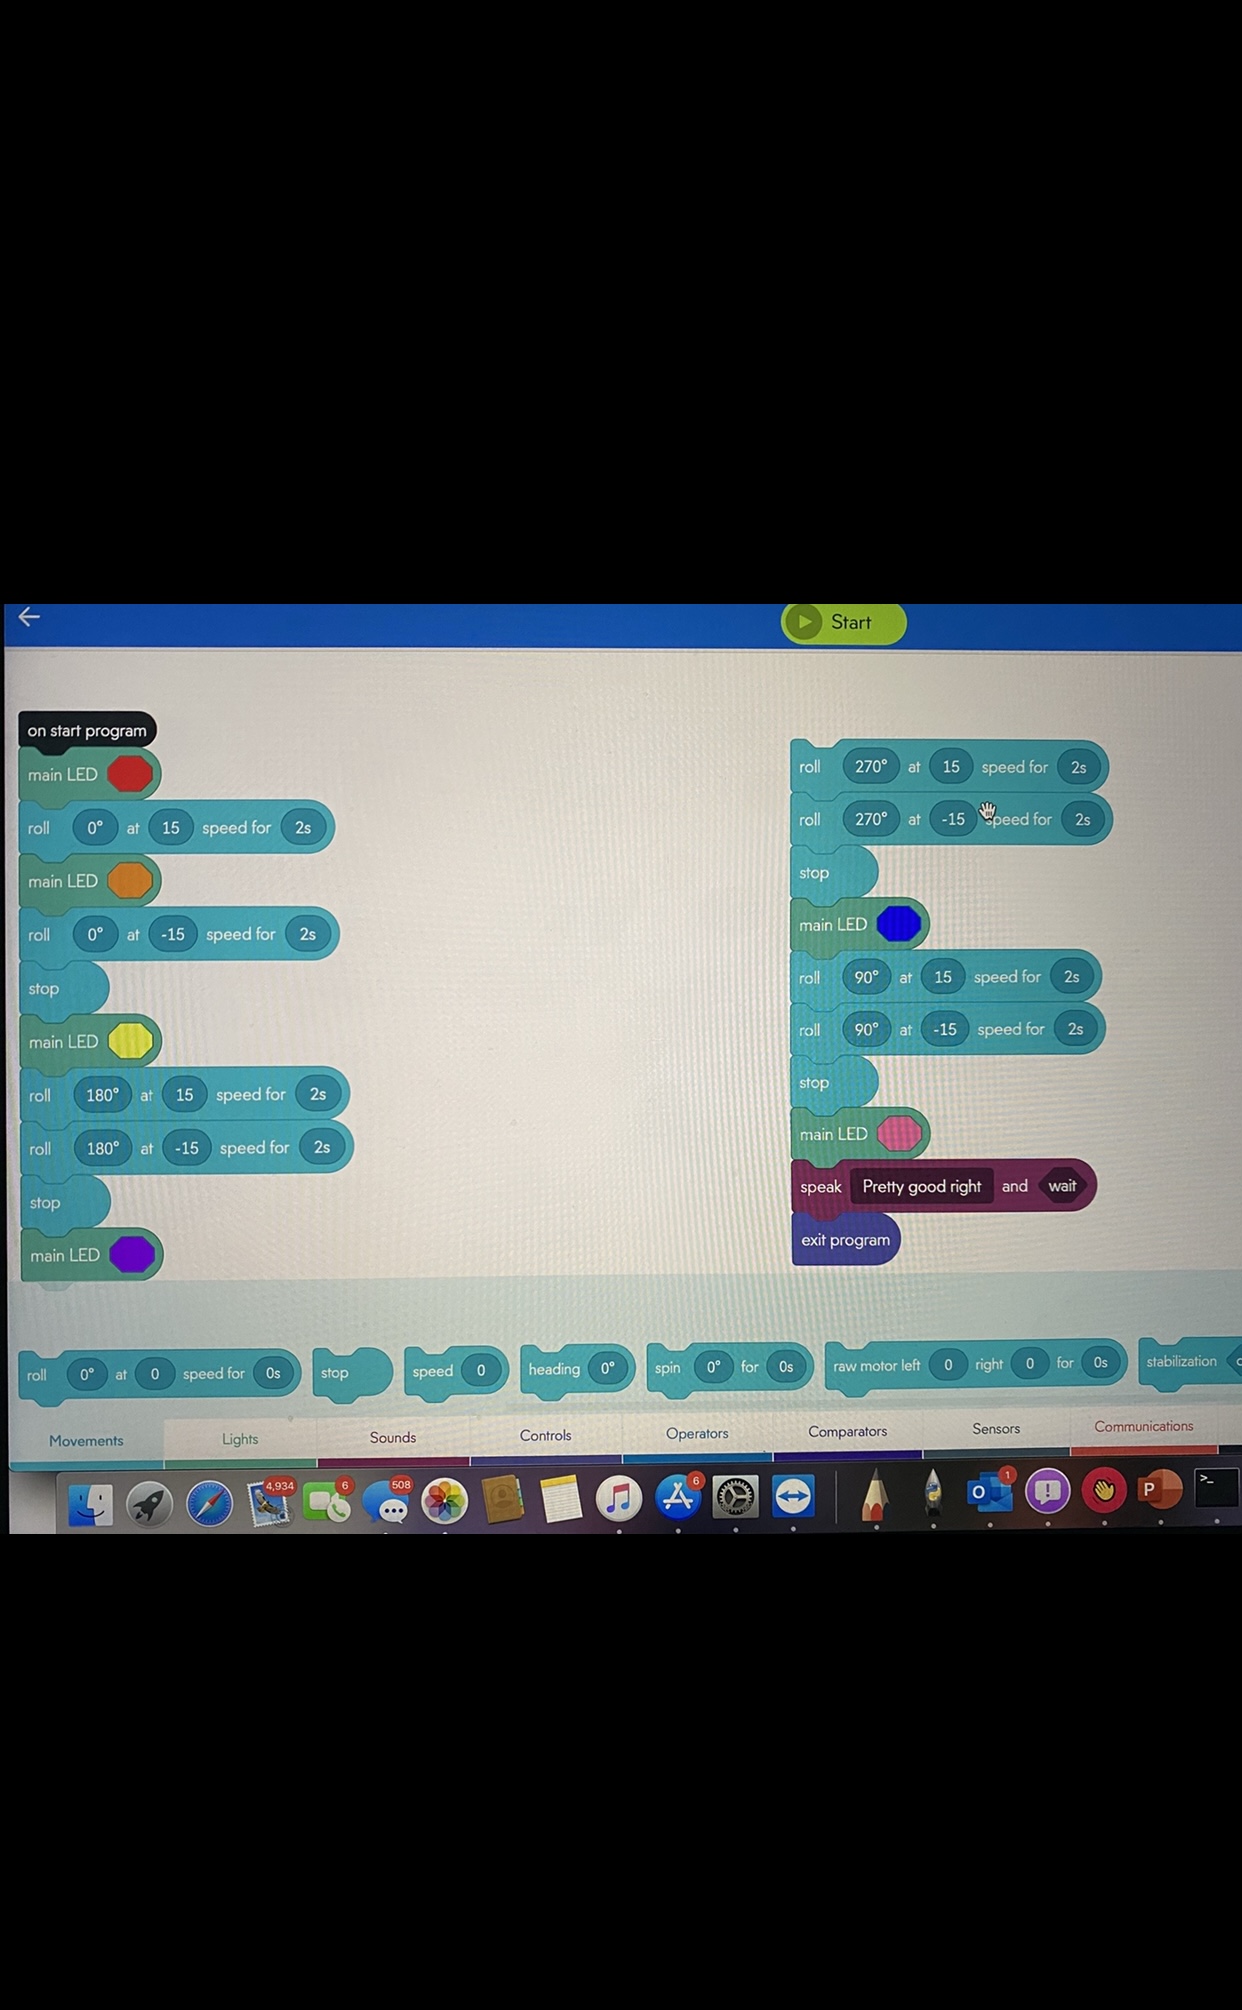 Start
on start program
main LED
roll 0° at 15 speed for 2s
main LED
roll 0° at -15 speed for 2s
stop
main LED
roll 180° at 15 speed for 2s
roll 180° at -15 speed for 2s
stop
main LED
roll 270° at 15 speed for 2s
roll 270° at -15 speed for 2s
stop
main LED
roll 90° at 15 speed for 2s
roll 90° at -15 speed for 2s
stop
main LED
speak Pretty good right and wait
exit program
roll 0° at 0 speed for 0s stop speed 0 heading 0° spin 0° for 0s raw motor left 0 right 0 for 0s stabilization
Movements Lights Sounds Controls Operators Comparators Sensors Communications
4,934 6 508 6 1
O P >_